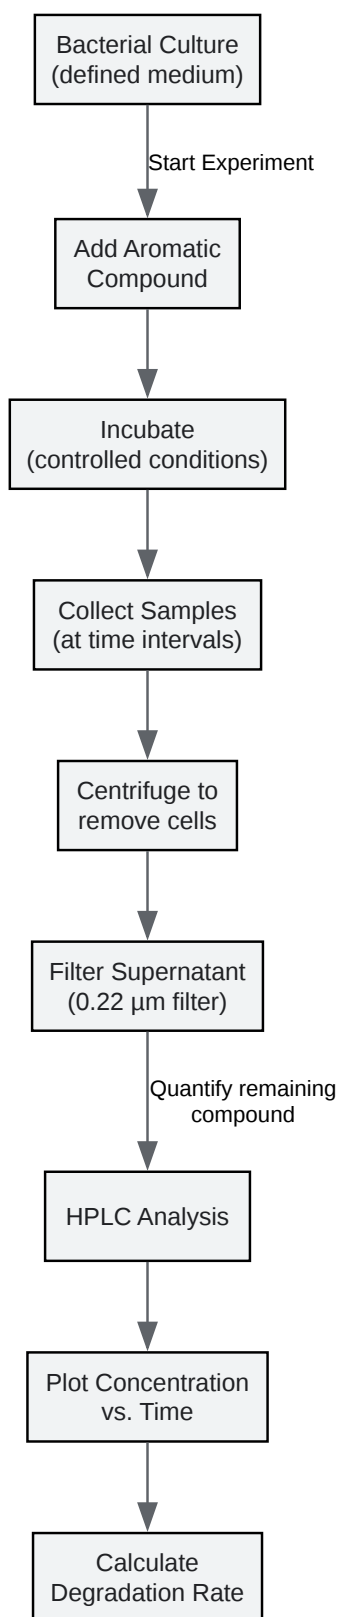 Bacterial Culture
(defined medium)
Start Experiment
Add Aromatic
Compound
Incubate
(controlled conditions)
Collect Samples
(at time intervals)
Centrifuge to
remove cells
Filter Supernatant
(0.22 µm filter)
Quantify remaining
compound
HPLC Analysis
Plot Concentration
vs. Time
Calculate
Degradation Rate